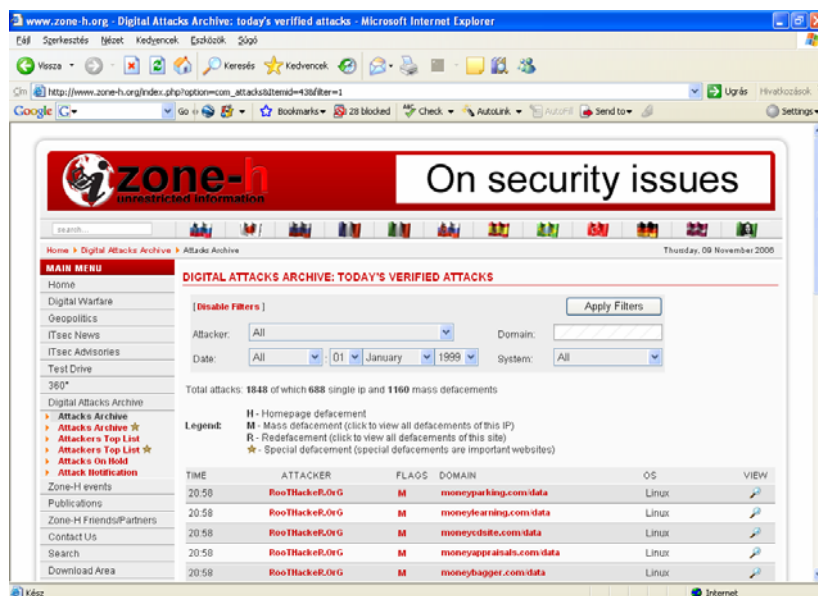 www.zone-h.org - Digital Attacks Archive: today's verified attacks - Microsoft Internet Explorer
Fájl Szerkesztés Nézet Kedvencek Eszközök Súgó
Vissza Keresés Kedvencek
Cím http://www.zone-h.org/index.php?option=com_attacks&Itemid=43&filter=1 Ugrás Hivatkozások
Google G Go Bookmarks 28 blocked Check AutoLink AutoFill Send to Settings
zone-h
unrestricted information
On security issues
search...
Home Digital Attacks Archive Attacks Archive Thursday, 09 November 2006
MAIN MENU
Home
Digital Warfare
Geopolitics
ITsec News
ITsec Advisories
Test Drive
360°
Digital Attacks Archive
Attacks Archive
Attacks Archive
Attackers Top List
Attackers Top List
Attacks On Hold
Attack Notification
Zone-H events
Publications
Zone-H Friends/Partners
Contact Us
Search
Download Area
DIGITAL ATTACKS ARCHIVE: TODAY'S VERIFIED ATTACKS
[Disable Filters] Apply Filters
Attacker: All Domain:
Date: All 01 January 1999 System: All
Total attacks: 1848 of which 688 single ip and 1160 mass defacements
Legend:
H - Homepage defacement
M - Mass defacement (click to view all defacements of this IP)
R - Redefacement (click to view all defacements of this site)
- Special defacement (special defacements are important websites)
TIME ATTACKER FLAGS DOMAIN OS VIEW
20:58 RooTHackeR.OrG M moneyparking.com/data Linux
20:58 RooTHackeR.OrG M moneylearning.com/data Linux
20:58 RooTHackeR.OrG M moneycdsite.com/data Linux
20:58 RooTHackeR.OrG M moneyappraisals.com/data Linux
20:58 RooTHackeR.OrG M moneybagger.com/data Linux
Kész Internet